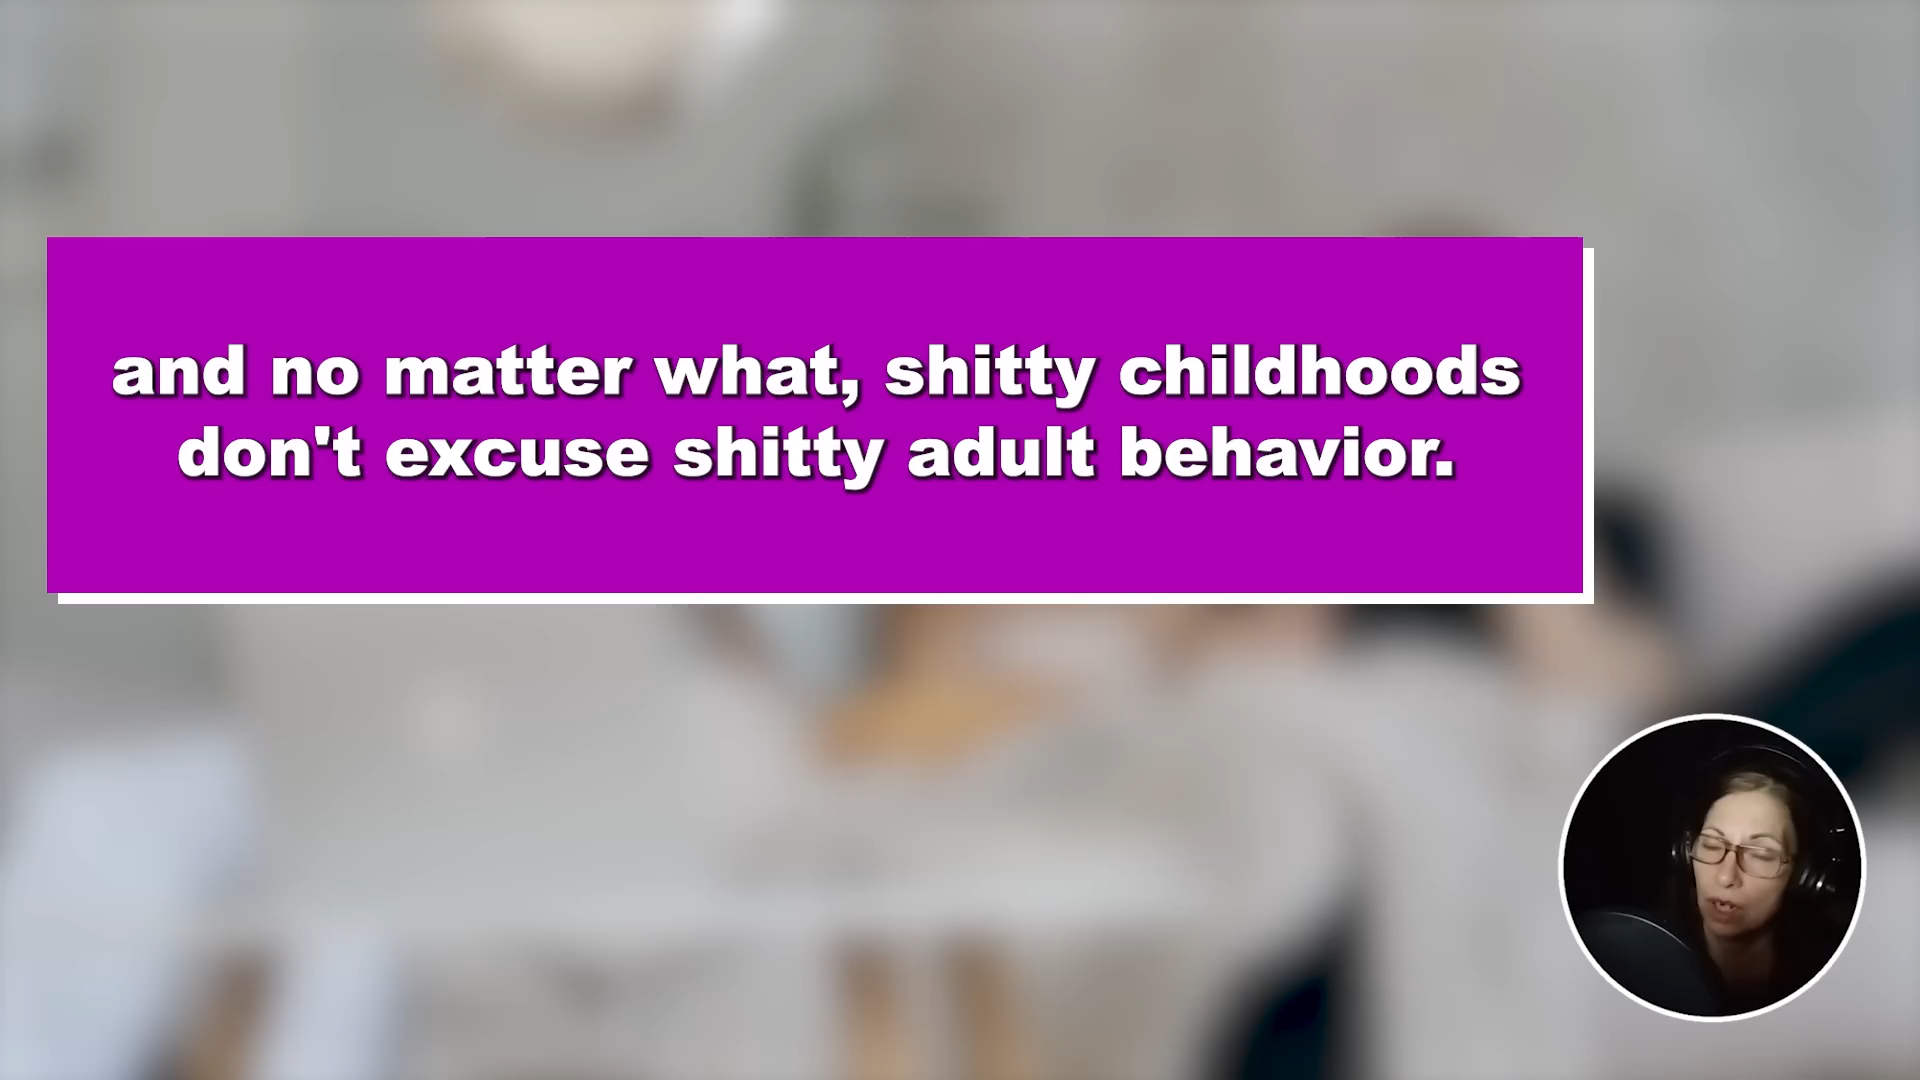 and no matter what, shitty childhoods
don't excuse shitty adult behavior.